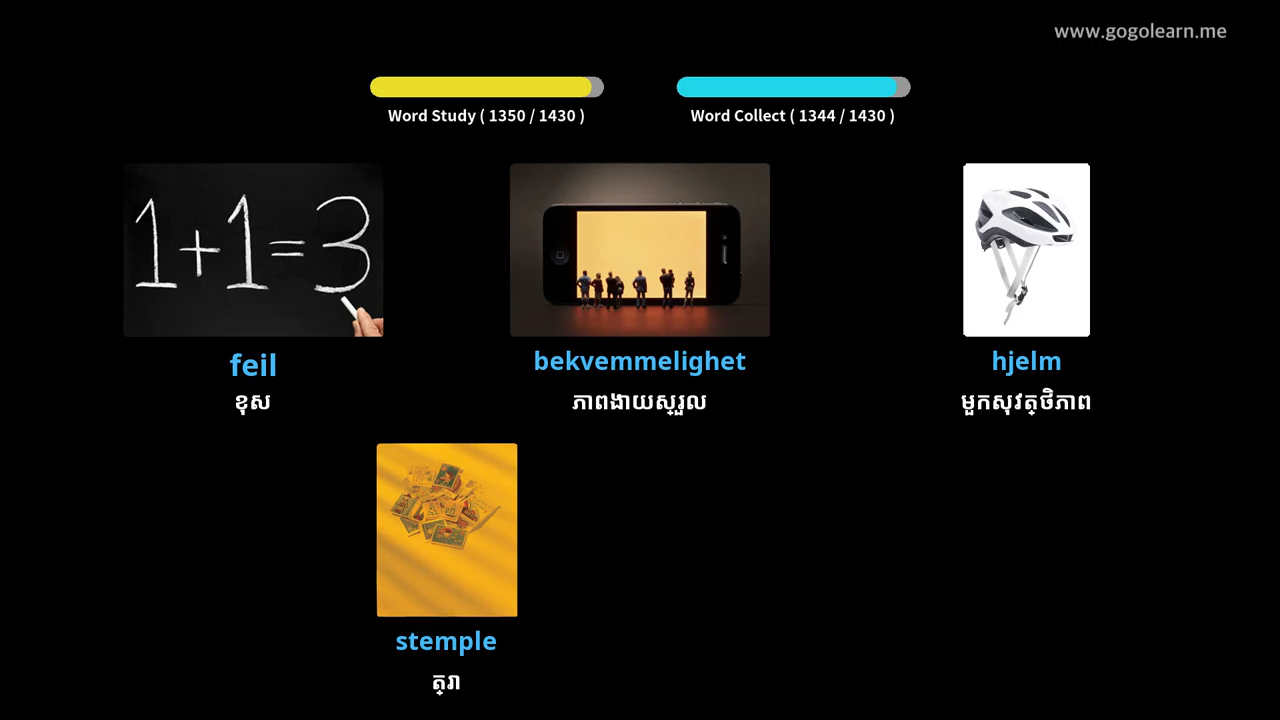 www.gogolearn.me
Word Study ( 1350 / 1430 )
Word Collect ( 1344 / 1430 )
1+1=3
feil
ខុស
bekvemmelighet
ភាពងាយស្រួល
hjelm
មួកសុវត្ថិភាព
stemple
ត្រា